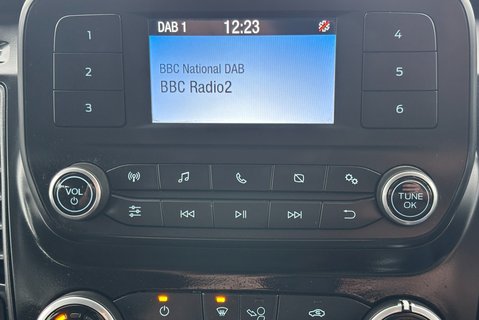 DAB 1 12:23
1
4
BBC National DAB
2
5
BBC Radio2
3
6
VOL
TUNE
OK